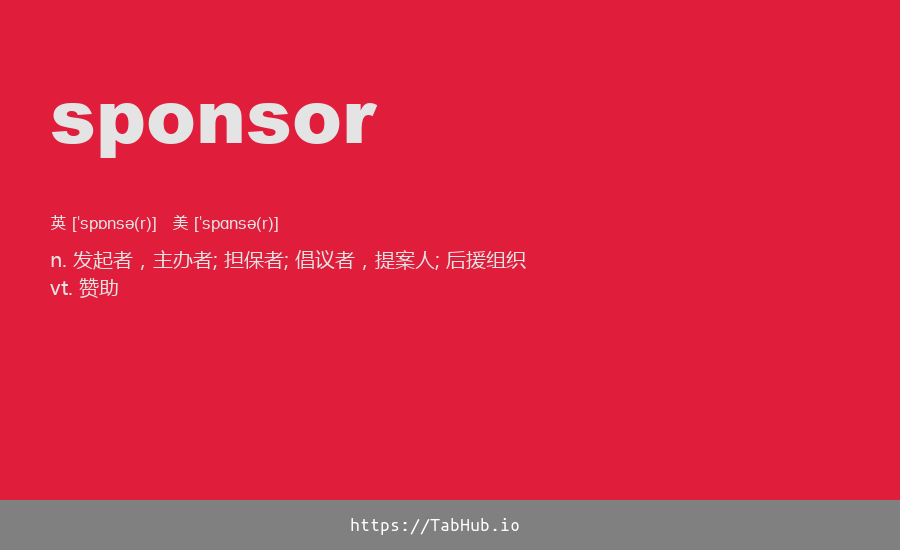 sponsor
英 [ˈspɒnsə(r)] 美 [ˈspɑnsə(r)]
n. 发起者，主办者; 担保者; 倡议者，提案人; 后援组织
vt. 赞助
https://TabHub.io